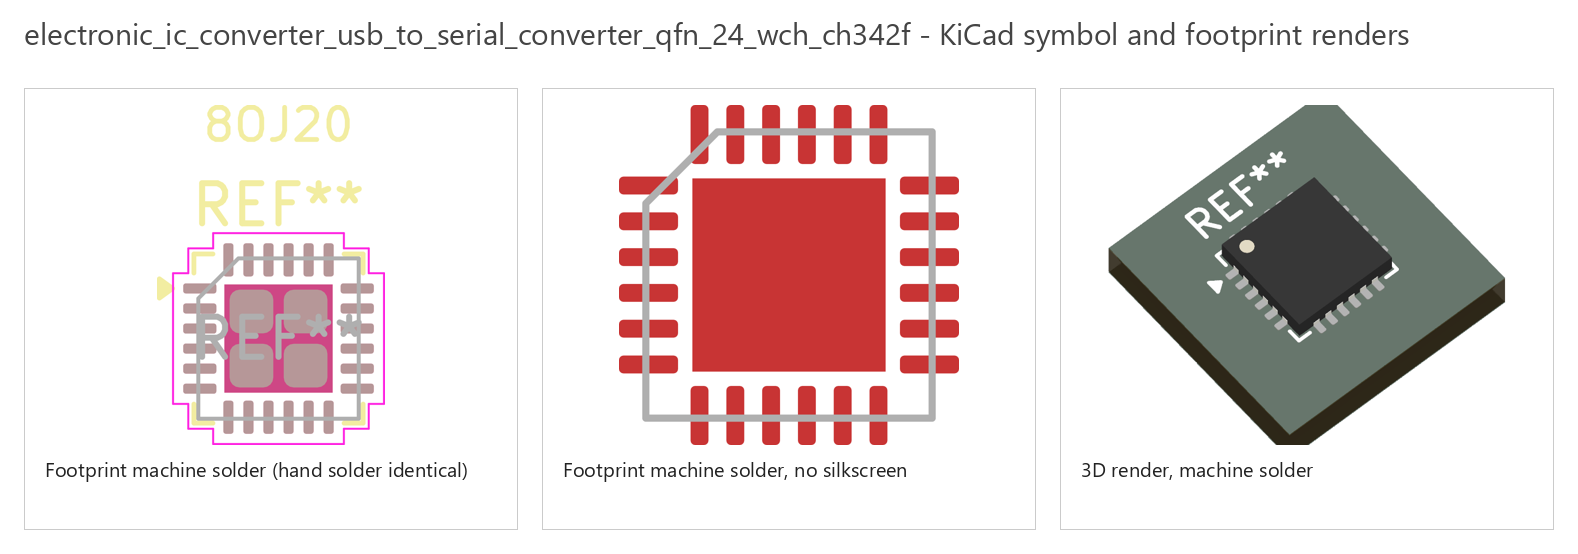 electronic_ic_converter_usb_to_serial_converter_qfn_24_wch_ch342f - KiCad symbol and footprint renders
80J20
REF**
REF**
Footprint machine solder (hand solder identical)
Footprint machine solder, no silkscreen
REF**
3D render, machine solder